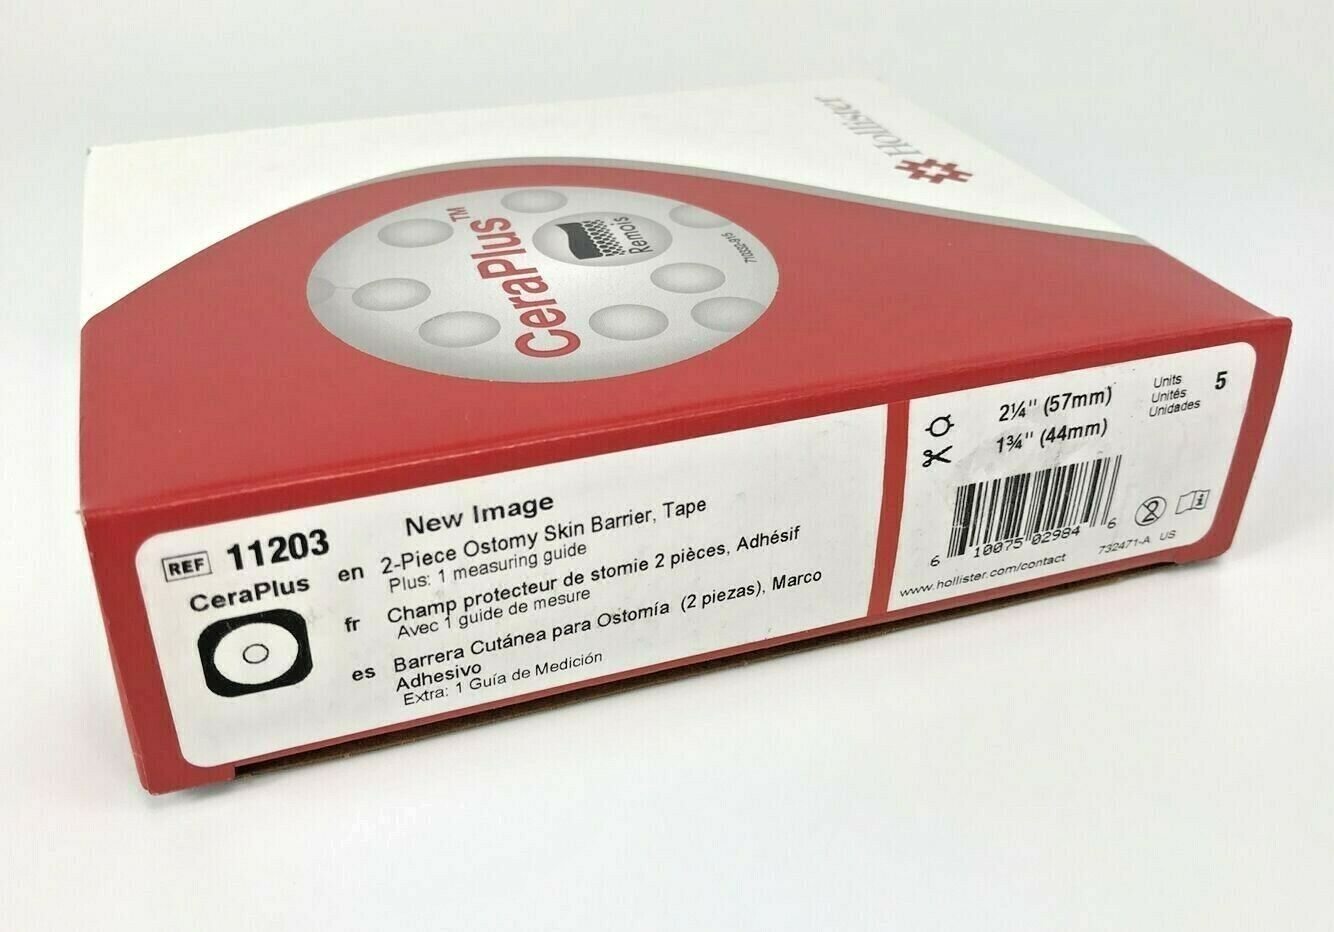 Hollister
CeraPlus™
Remois
710202-915
REF 11203
New Image
CeraPlus
en 2-Piece Ostomy Skin Barrier, Tape
Plus: 1 measuring guide
fr Champ protecteur de stomie 2 pièces, Adhésif
Avec 1 guide de mesure
es Barrera Cutánea para Ostomía (2 piezas), Marco
Adhesivo
Extra: 1 Guía de Medición
2¼" (57mm)
1¾" (44mm)
Units
Unités
Unidades
5
6 10075 02984 6
2
www.hollister.com/contact
732471-A US